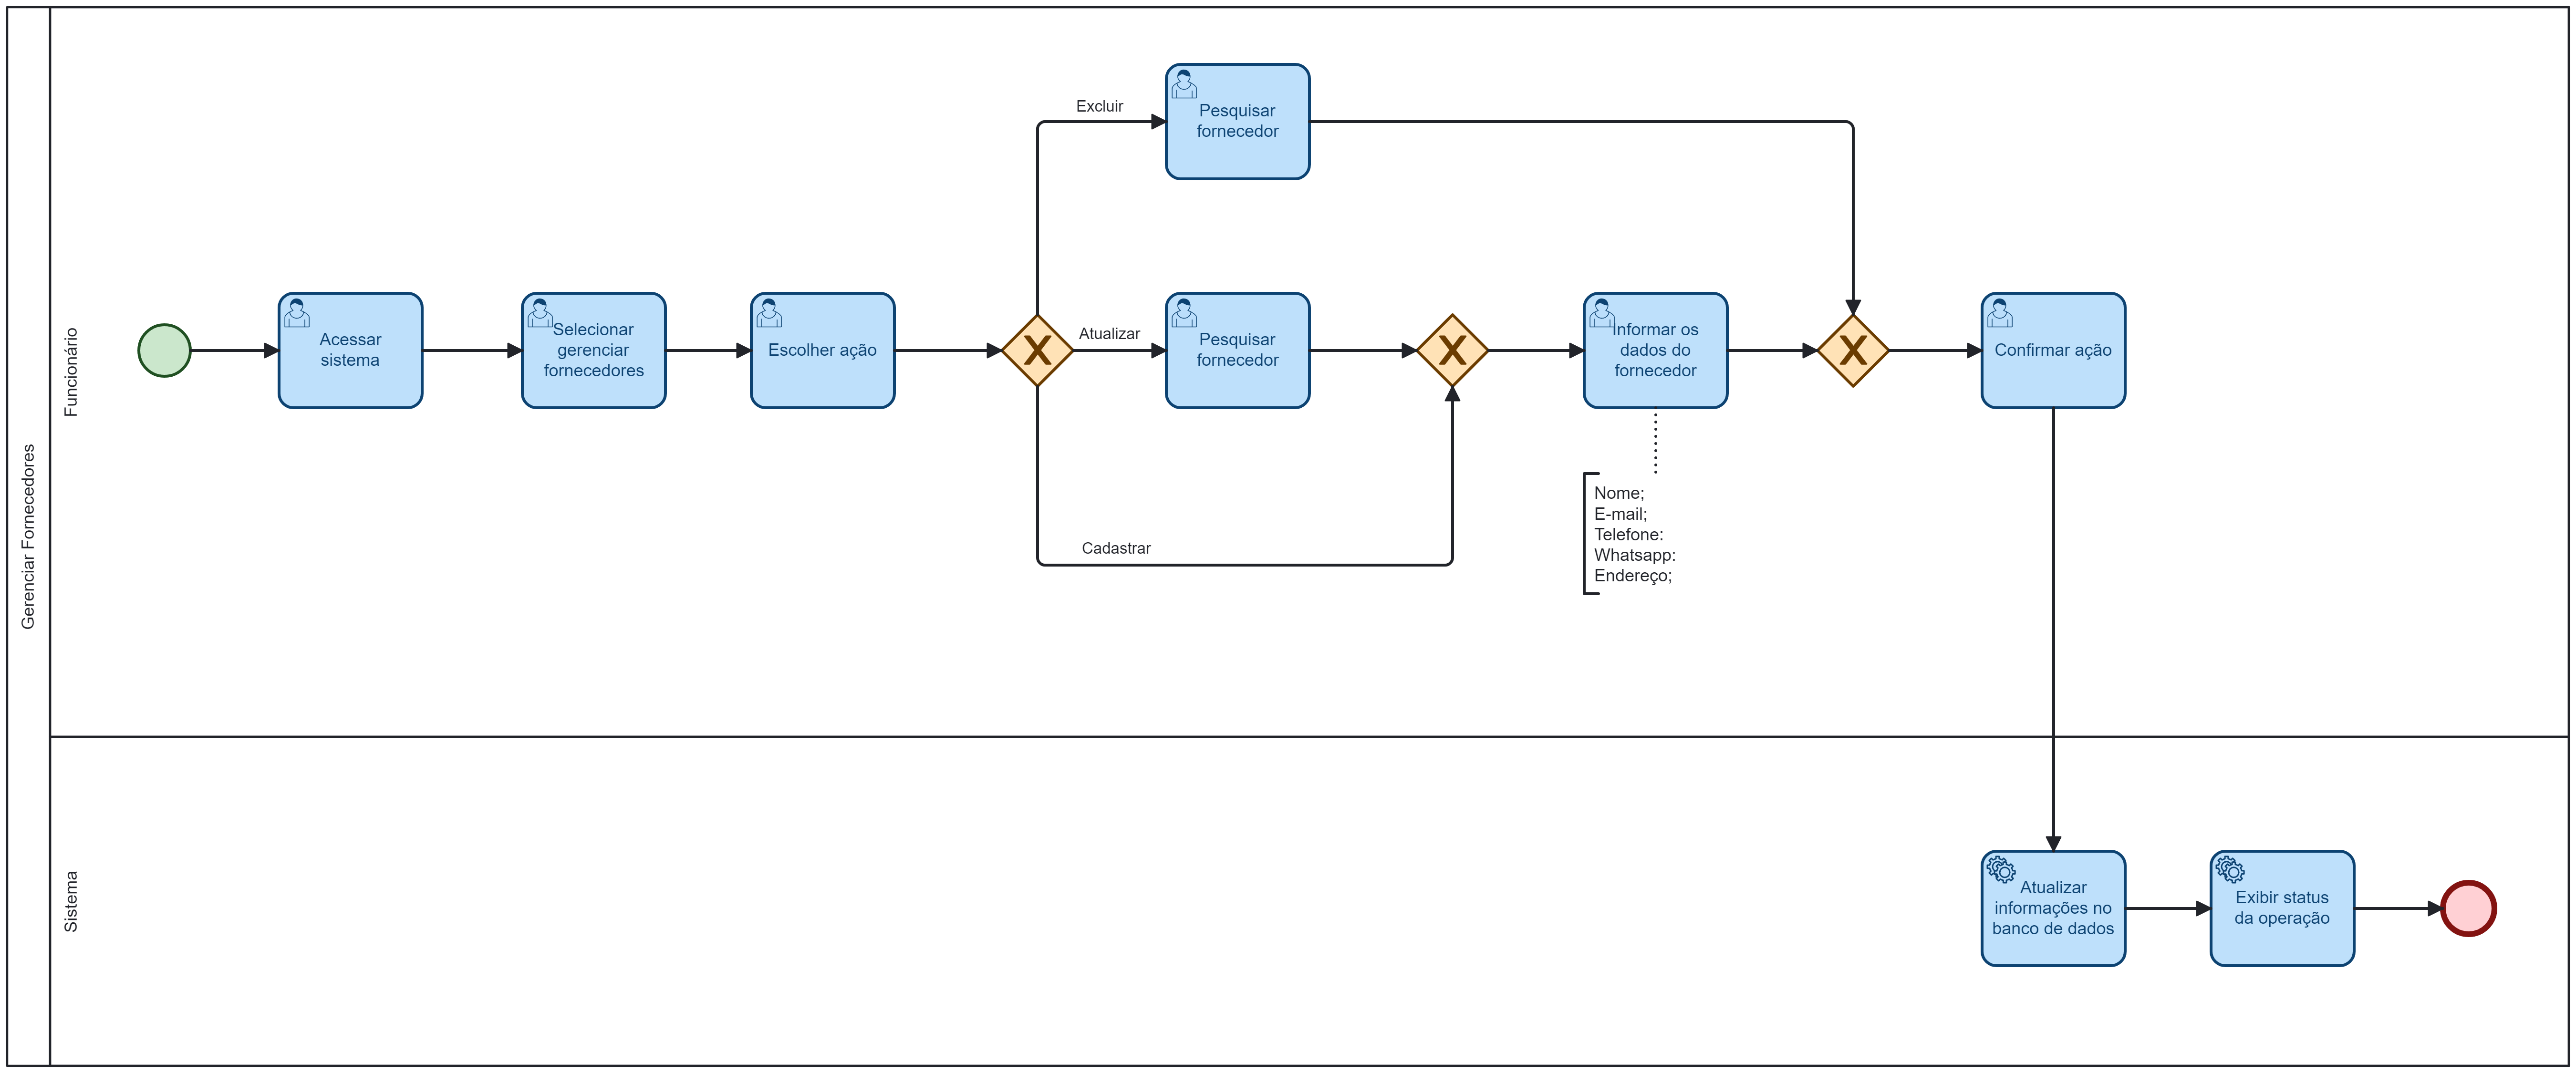 Gerenciar Fornecedores
Funcionário
Acessar
sistema
Selecionar
gerenciar
fornecedores
Escolher ação
Excluir
Pesquisar
fornecedor
Atualizar
Pesquisar
fornecedor
Cadastrar
Informar os
dados do
fornecedor
Nome;
E-mail;
Telefone:
Whatsapp:
Endereço;
Confirmar ação
Sistema
Atualizar
informações no
banco de dados
Exibir status
da operação